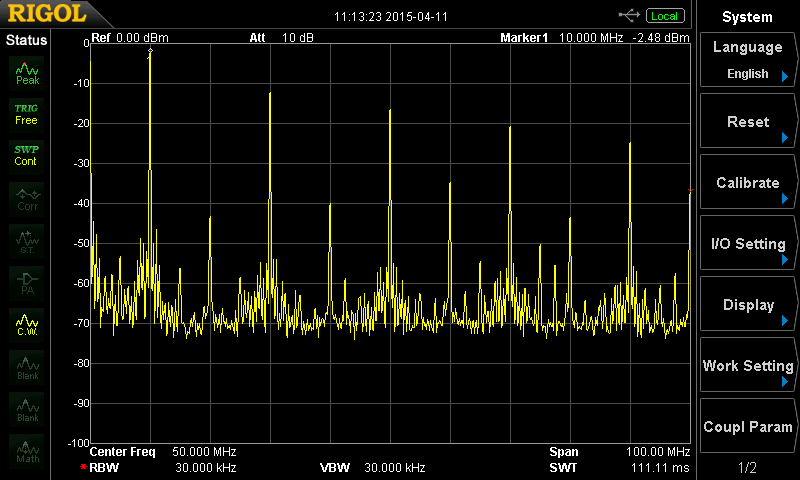 RIGOL
11:13:23 2015-04-11
Local
System
Status
Ref 0.00 dBm Att 10 dB Marker1 10.000 MHz -2.48 dBm
Language
English
Peak
TRIG
Free
SWP
Cont
Corr
S.T.
PA
C.W.
Blank
Blank
Math
0
-10
-20
-30
-40
-50
-60
-70
-80
-90
-100
Reset
Calibrate
I/O Setting
Display
Work Setting
Coupl Param
Center Freq 50.000 MHz Span 100.00 MHz
*RBW 30.000 kHz VBW 30.000 kHz SWT 111.11 ms
1/2